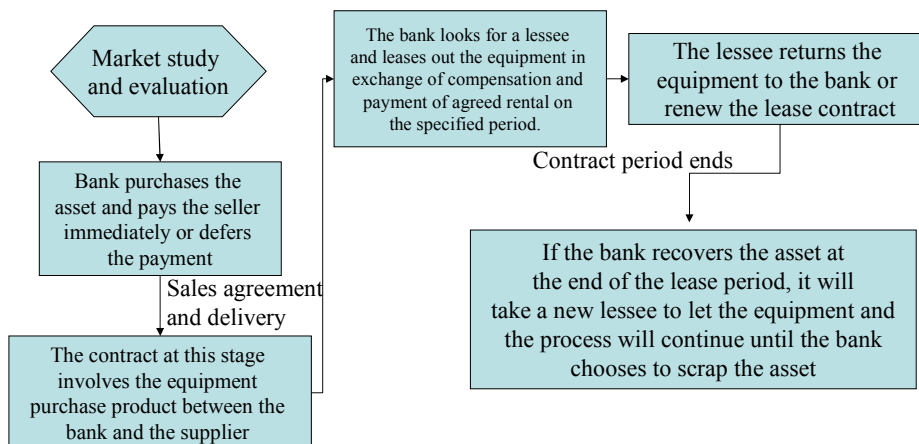 Market study
and evaluation
Bank purchases the
asset and pays the seller
immediately or defers
the payment
Sales agreement
and delivery
The contract at this stage
involves the equipment
purchase product between the
bank and the supplier
The bank looks for a lessee
and leases out the equipment in
exchange of compensation and
payment of agreed rental on
the specified period.
The lessee returns the
equipment to the bank or
renew the lease contract
Contract period ends
If the bank recovers the asset at
the end of the lease period, it will
take a new lessee to let the equipment and
the process will continue until the bank
chooses to scrap the asset